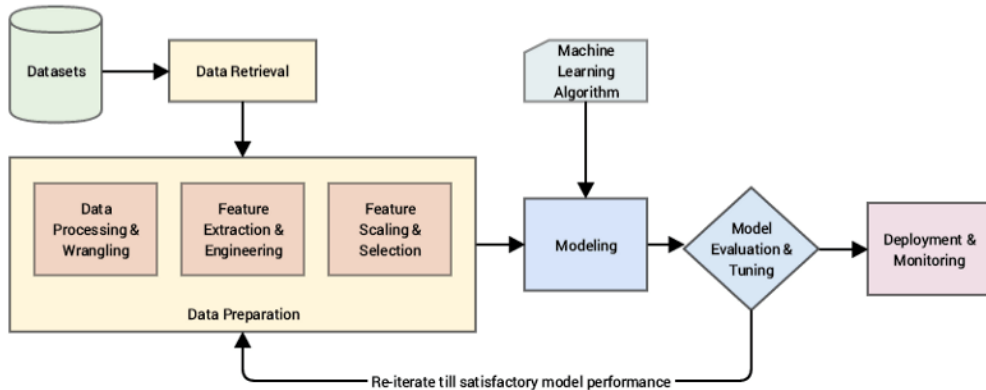 Datasets
Data Retrieval
Machine
Learning
Algorithm
Data
Processing &
Wrangling
Feature
Extraction &
Engineering
Feature
Scaling &
Selection
Data Preparation
Modeling
Model
Evaluation &
Tuning
Deployment &
Monitoring
Re-iterate till satisfactory model performance